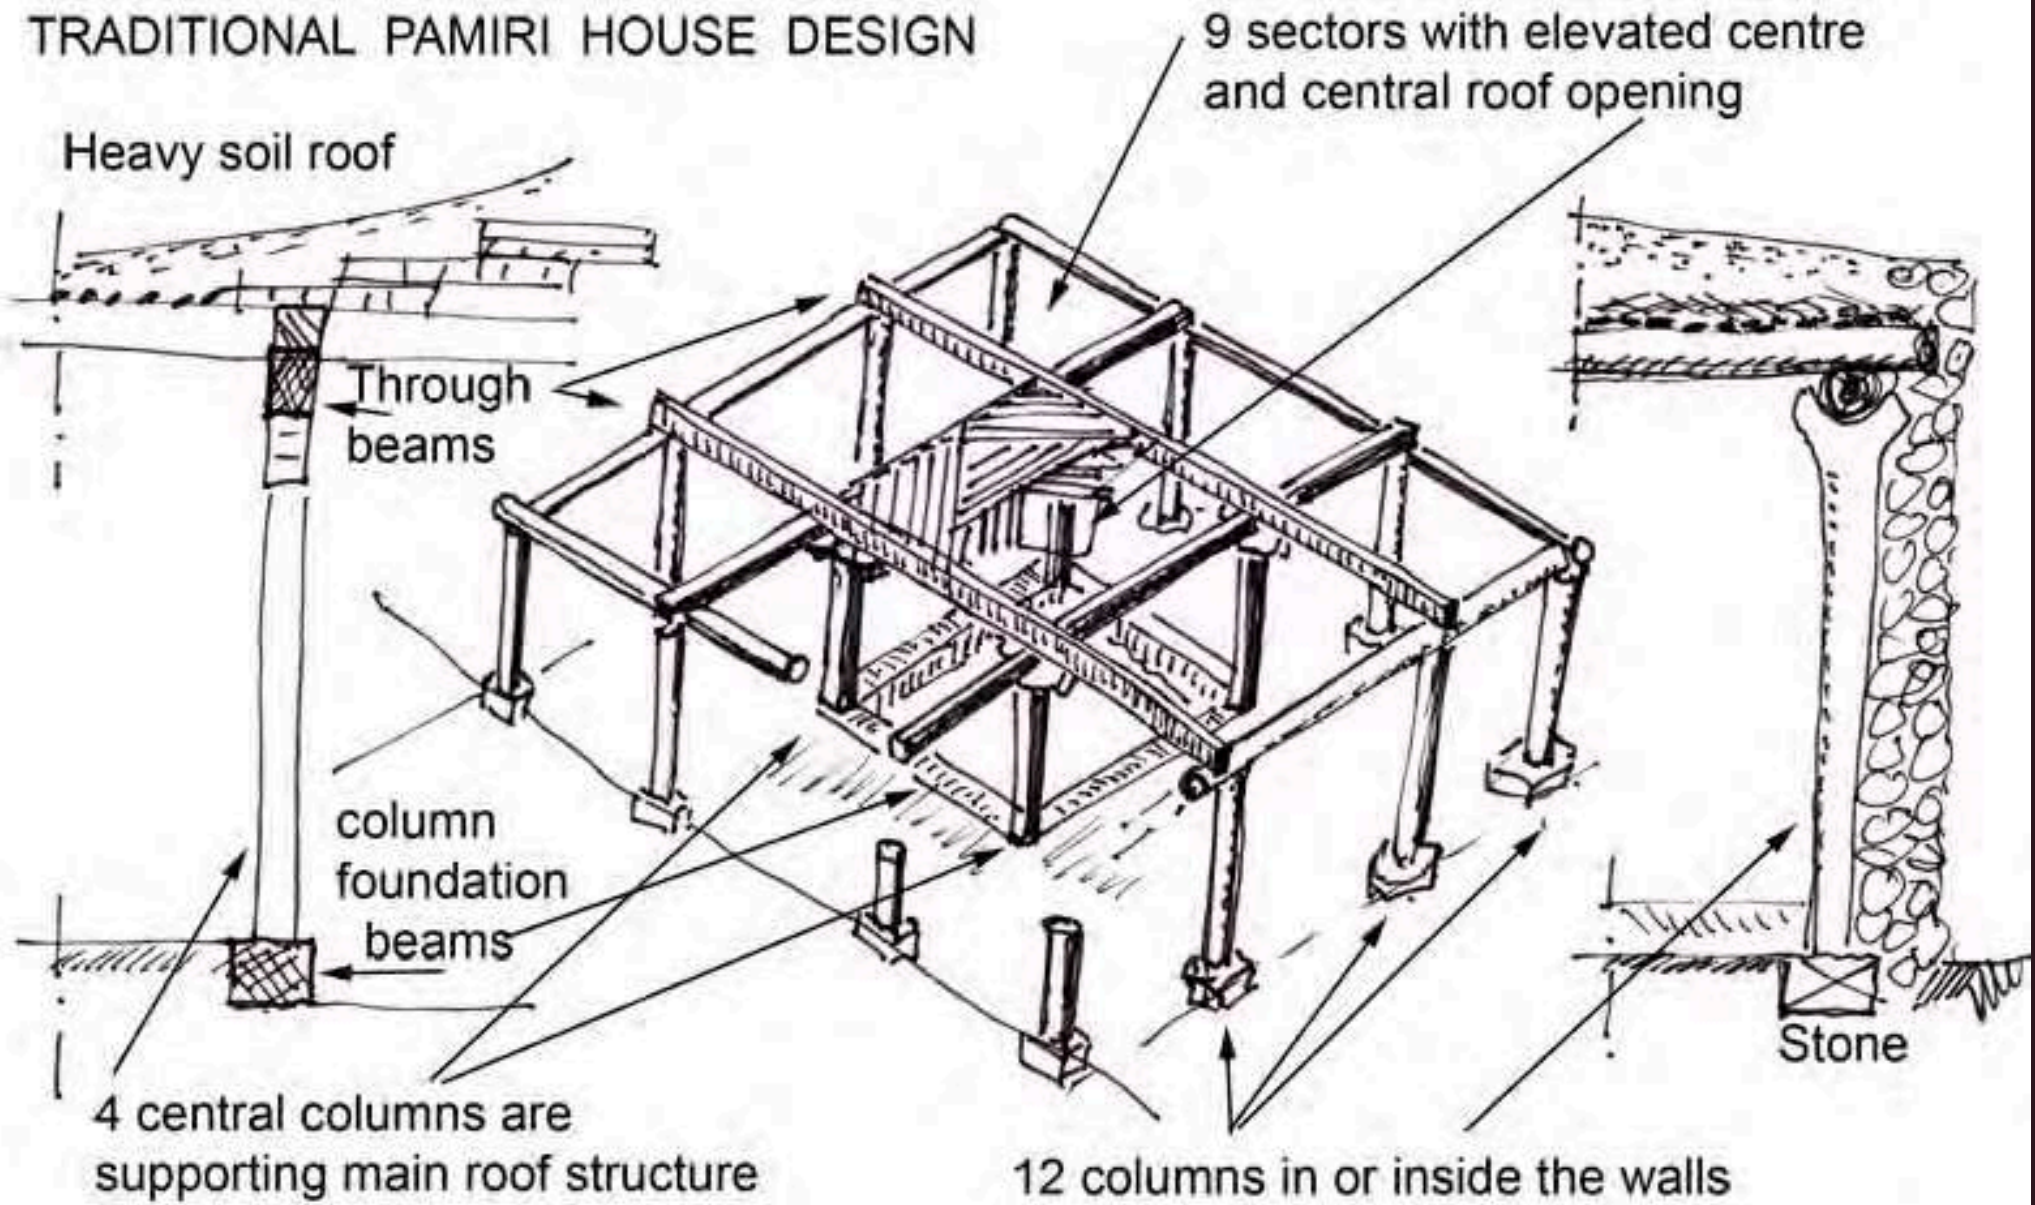 TRADITIONAL PAMIRI HOUSE DESIGN
9 sectors with elevated centre
and central roof opening
Heavy soil roof
Through
beams
column
foundation
beams
Stone
4 central columns are
supporting main roof structure
12 columns in or inside the walls